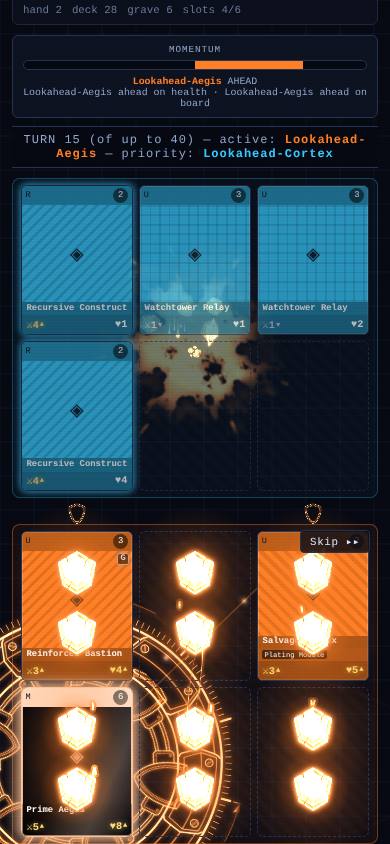 hand 2 deck 28 grave 6 slots 4/6
MOMENTUM
Lookahead-Aegis AHEAD
Lookahead-Aegis ahead on health · Lookahead-Aegis ahead on
board
TURN 15 (of up to 40) — active: Lookahead-
Aegis — priority: Lookahead-Cortex
R 2
Recursive Construct
⚔4▲ ♥1
U 3
Watchtower Relay
⚔1▼ ♥1
U 3
Watchtower Relay
⚔1▼ ♥2
R 2
Recursive Construct
⚔4▲ ♥4
Skip ▸▸
U 3
G
Bastion
⚔3▲ ♥4▲
U
Plating Module
⚔3▲ ♥5▲
M 6
Prime
⚔5▲ ♥8▲